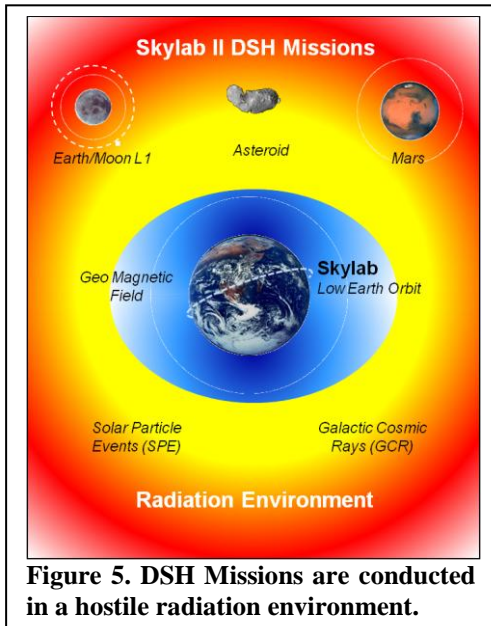 Skylab II DSH Missions
Earth/Moon L1
Asteroid
Mars
Geo Magnetic
Field
Skylab
Low Earth Orbit
Solar Particle
Events (SPE)
Galactic Cosmic
Rays (GCR)
Radiation Environment
Figure 5. DSH Missions are conducted
in a hostile radiation environment.